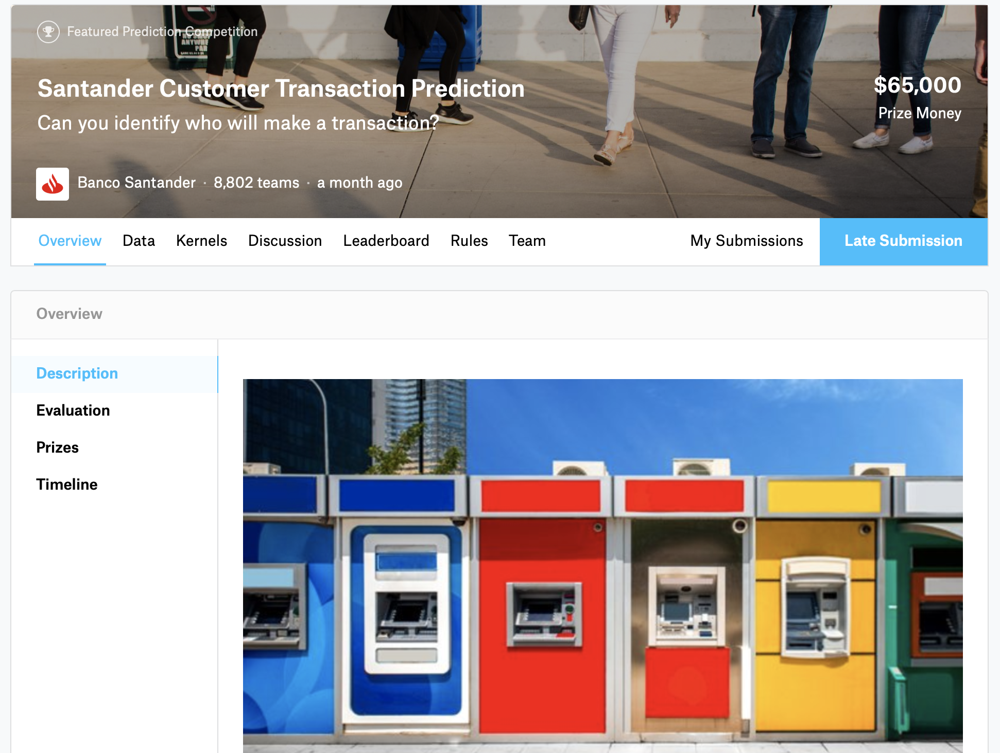 Featured Prediction Competition
ANYWHERE
Santander Customer Transaction Prediction
$65,000
Can you identify who will make a transaction?
Prize Money
Banco Santander · 8,802 teams · a month ago
Overview Data Kernels Discussion Leaderboard Rules Team My Submissions Late Submission
Overview
Description
Evaluation
Prizes
Timeline